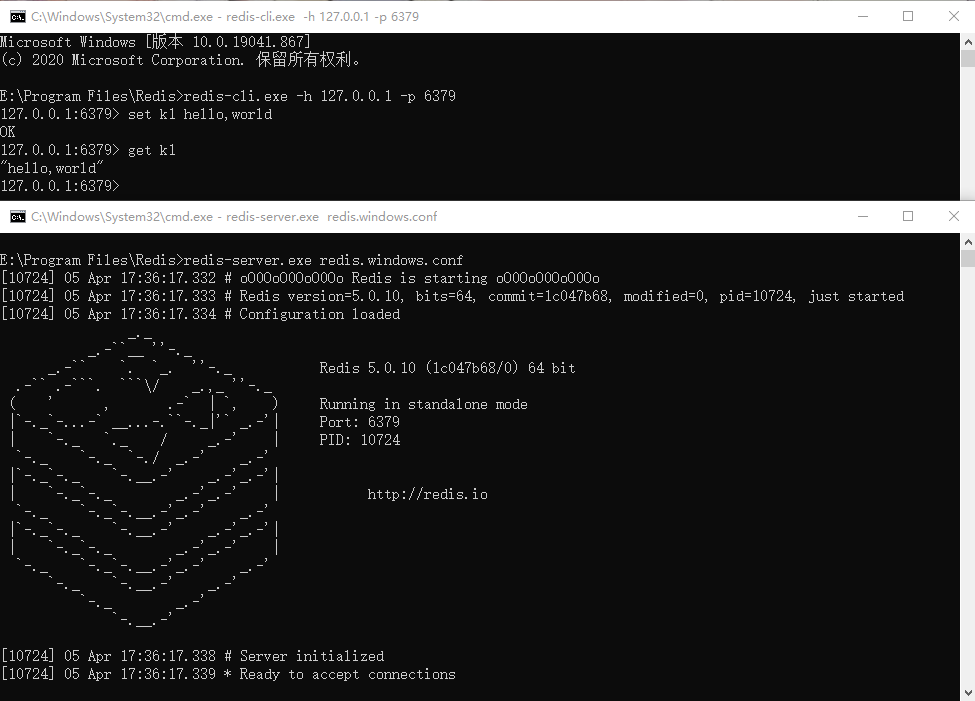 C:\Windows\System32\cmd.exe - redis-cli.exe -h 127.0.0.1 -p 6379
Microsoft Windows [版本 10.0.19041.867]
(c) 2020 Microsoft Corporation. 保留所有权利。
E:\Program Files\Redis>redis-cli.exe -h 127.0.0.1 -p 6379
127.0.0.1:6379> set k1 hello,world
OK
127.0.0.1:6379> get k1
"hello,world"
127.0.0.1:6379>
C:\Windows\System32\cmd.exe - redis-server.exe redis.windows.conf
E:\Program Files\Redis>redis-server.exe redis.windows.conf
[10724] 05 Apr 17:36:17.332 # oO0OoO0OoO0Oo Redis is starting oO0OoO0OoO0Oo
[10724] 05 Apr 17:36:17.333 # Redis version=5.0.10, bits=64, commit=1c047b68, modified=0, pid=10724, just started
[10724] 05 Apr 17:36:17.334 # Configuration loaded
Redis 5.0.10 (1c047b68/0) 64 bit
Running in standalone mode
Port: 6379
PID: 10724
http://redis.io
[10724] 05 Apr 17:36:17.338 # Server initialized
[10724] 05 Apr 17:36:17.339 * Ready to accept connections